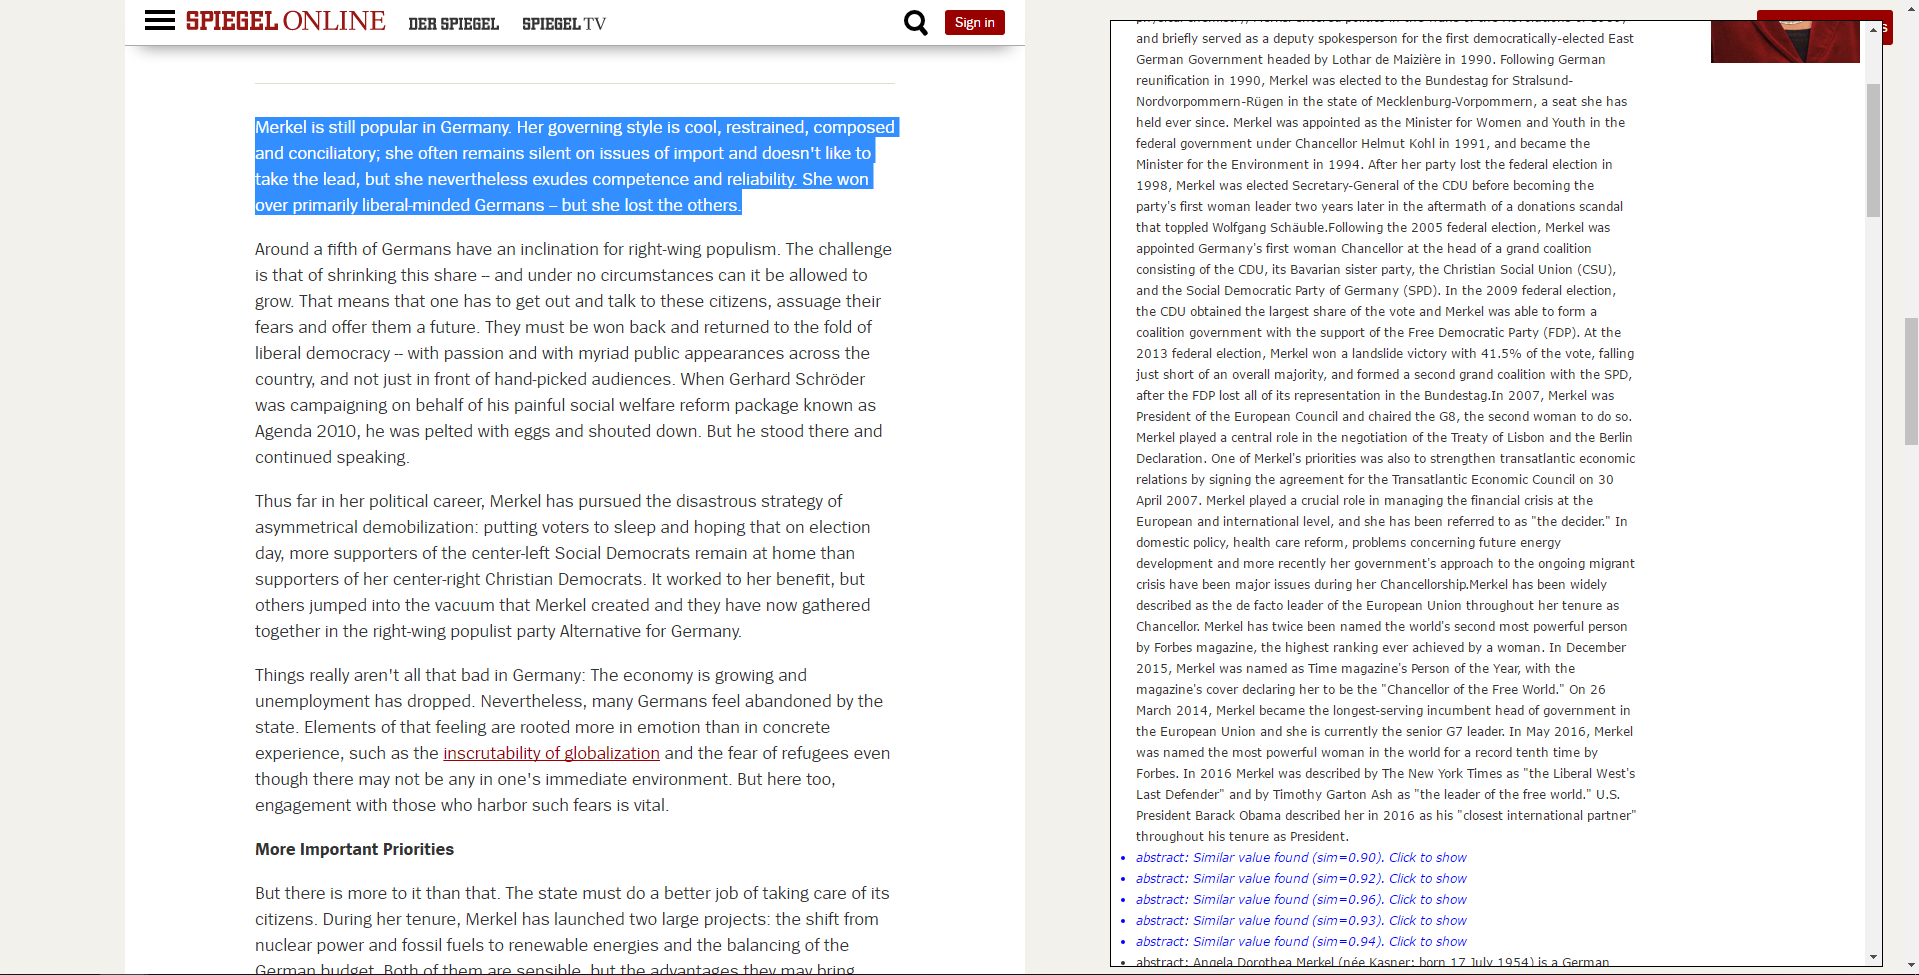 SPIEGEL ONLINE DER SPIEGEL SPIEGEL TV Sign in
Merkel is still popular in Germany. Her governing style is cool, restrained, composed
and conciliatory; she often remains silent on issues of import and doesn't like to
take the lead, but she nevertheless exudes competence and reliability. She won
over primarily liberal-minded Germans – but she lost the others.
Around a fifth of Germans have an inclination for right-wing populism. The challenge
is that of shrinking this share – and under no circumstances can it be allowed to
grow. That means that one has to get out and talk to these citizens, assuage their
fears and offer them a future. They must be won back and returned to the fold of
liberal democracy – with passion and with myriad public appearances across the
country, and not just in front of hand-picked audiences. When Gerhard Schröder
was campaigning on behalf of his painful social welfare reform package known as
Agenda 2010, he was pelted with eggs and shouted down. But he stood there and
continued speaking.
Thus far in her political career, Merkel has pursued the disastrous strategy of
asymmetrical demobilization: putting voters to sleep and hoping that on election
day, more supporters of the center-left Social Democrats remain at home than
supporters of her center-right Christian Democrats. It worked to her benefit, but
others jumped into the vacuum that Merkel created and they have now gathered
together in the right-wing populist party Alternative for Germany.
Things really aren't all that bad in Germany: The economy is growing and
unemployment has dropped. Nevertheless, many Germans feel abandoned by the
state. Elements of that feeling are rooted more in emotion than in concrete
experience, such as the inscrutability of globalization and the fear of refugees even
though there may not be any in one's immediate environment. But here too,
engagement with those who harbor such fears is vital.
More Important Priorities
But there is more to it than that. The state must do a better job of taking care of its
citizens. During her tenure, Merkel has launched two large projects: the shift from
nuclear power and fossil fuels to renewable energies and the balancing of the
German budget. Both of them are sensible, but the advantages they may bring
and briefly served as a deputy spokesperson for the first democratically-elected East
German Government headed by Lothar de Maizière in 1990. Following German
reunification in 1990, Merkel was elected to the Bundestag for Stralsund-
Nordvorpommern-Rügen in the state of Mecklenburg-Vorpommern, a seat she has
held ever since. Merkel was appointed as the Minister for Women and Youth in the
federal government under Chancellor Helmut Kohl in 1991, and became the
Minister for the Environment in 1994. After her party lost the federal election in
1998, Merkel was elected Secretary-General of the CDU before becoming the
party's first woman leader two years later in the aftermath of a donations scandal
that toppled Wolfgang Schäuble.Following the 2005 federal election, Merkel was
appointed Germany's first woman Chancellor at the head of a grand coalition
consisting of the CDU, its Bavarian sister party, the Christian Social Union (CSU),
and the Social Democratic Party of Germany (SPD). In the 2009 federal election,
the CDU obtained the largest share of the vote and Merkel was able to form a
coalition government with the support of the Free Democratic Party (FDP). At the
2013 federal election, Merkel won a landslide victory with 41.5% of the vote, falling
just short of an overall majority, and formed a second grand coalition with the SPD,
after the FDP lost all of its representation in the Bundestag.In 2007, Merkel was
President of the European Council and chaired the G8, the second woman to do so.
Merkel played a central role in the negotiation of the Treaty of Lisbon and the Berlin
Declaration. One of Merkel's priorities was also to strengthen transatlantic economic
relations by signing the agreement for the Transatlantic Economic Council on 30
April 2007. Merkel played a crucial role in managing the financial crisis at the
European and international level, and she has been referred to as "the decider." In
domestic policy, health care reform, problems concerning future energy
development and more recently her government's approach to the ongoing migrant
crisis have been major issues during her Chancellorship.Merkel has been widely
described as the de facto leader of the European Union throughout her tenure as
Chancellor. Merkel has twice been named the world's second most powerful person
by Forbes magazine, the highest ranking ever achieved by a woman. In December
2015, Merkel was named as Time magazine's Person of the Year, with the
magazine's cover declaring her to be the "Chancellor of the Free World." On 26
March 2014, Merkel became the longest-serving incumbent head of government in
the European Union and she is currently the senior G7 leader. In May 2016, Merkel
was named the most powerful woman in the world for a record tenth time by
Forbes. In 2016 Merkel was described by The New York Times as "the Liberal West's
Last Defender" and by Timothy Garton Ash as "the leader of the free world." U.S.
President Barack Obama described her in 2016 as his "closest international partner"
throughout his tenure as President.
• abstract: Similar value found (sim=0.90). Click to show
• abstract: Similar value found (sim=0.92). Click to show
• abstract: Similar value found (sim=0.96). Click to show
• abstract: Similar value found (sim=0.93). Click to show
• abstract: Similar value found (sim=0.94). Click to show
• abstract: Angela Dorothea Merkel (née Kasner; born 17 July 1954) is a German